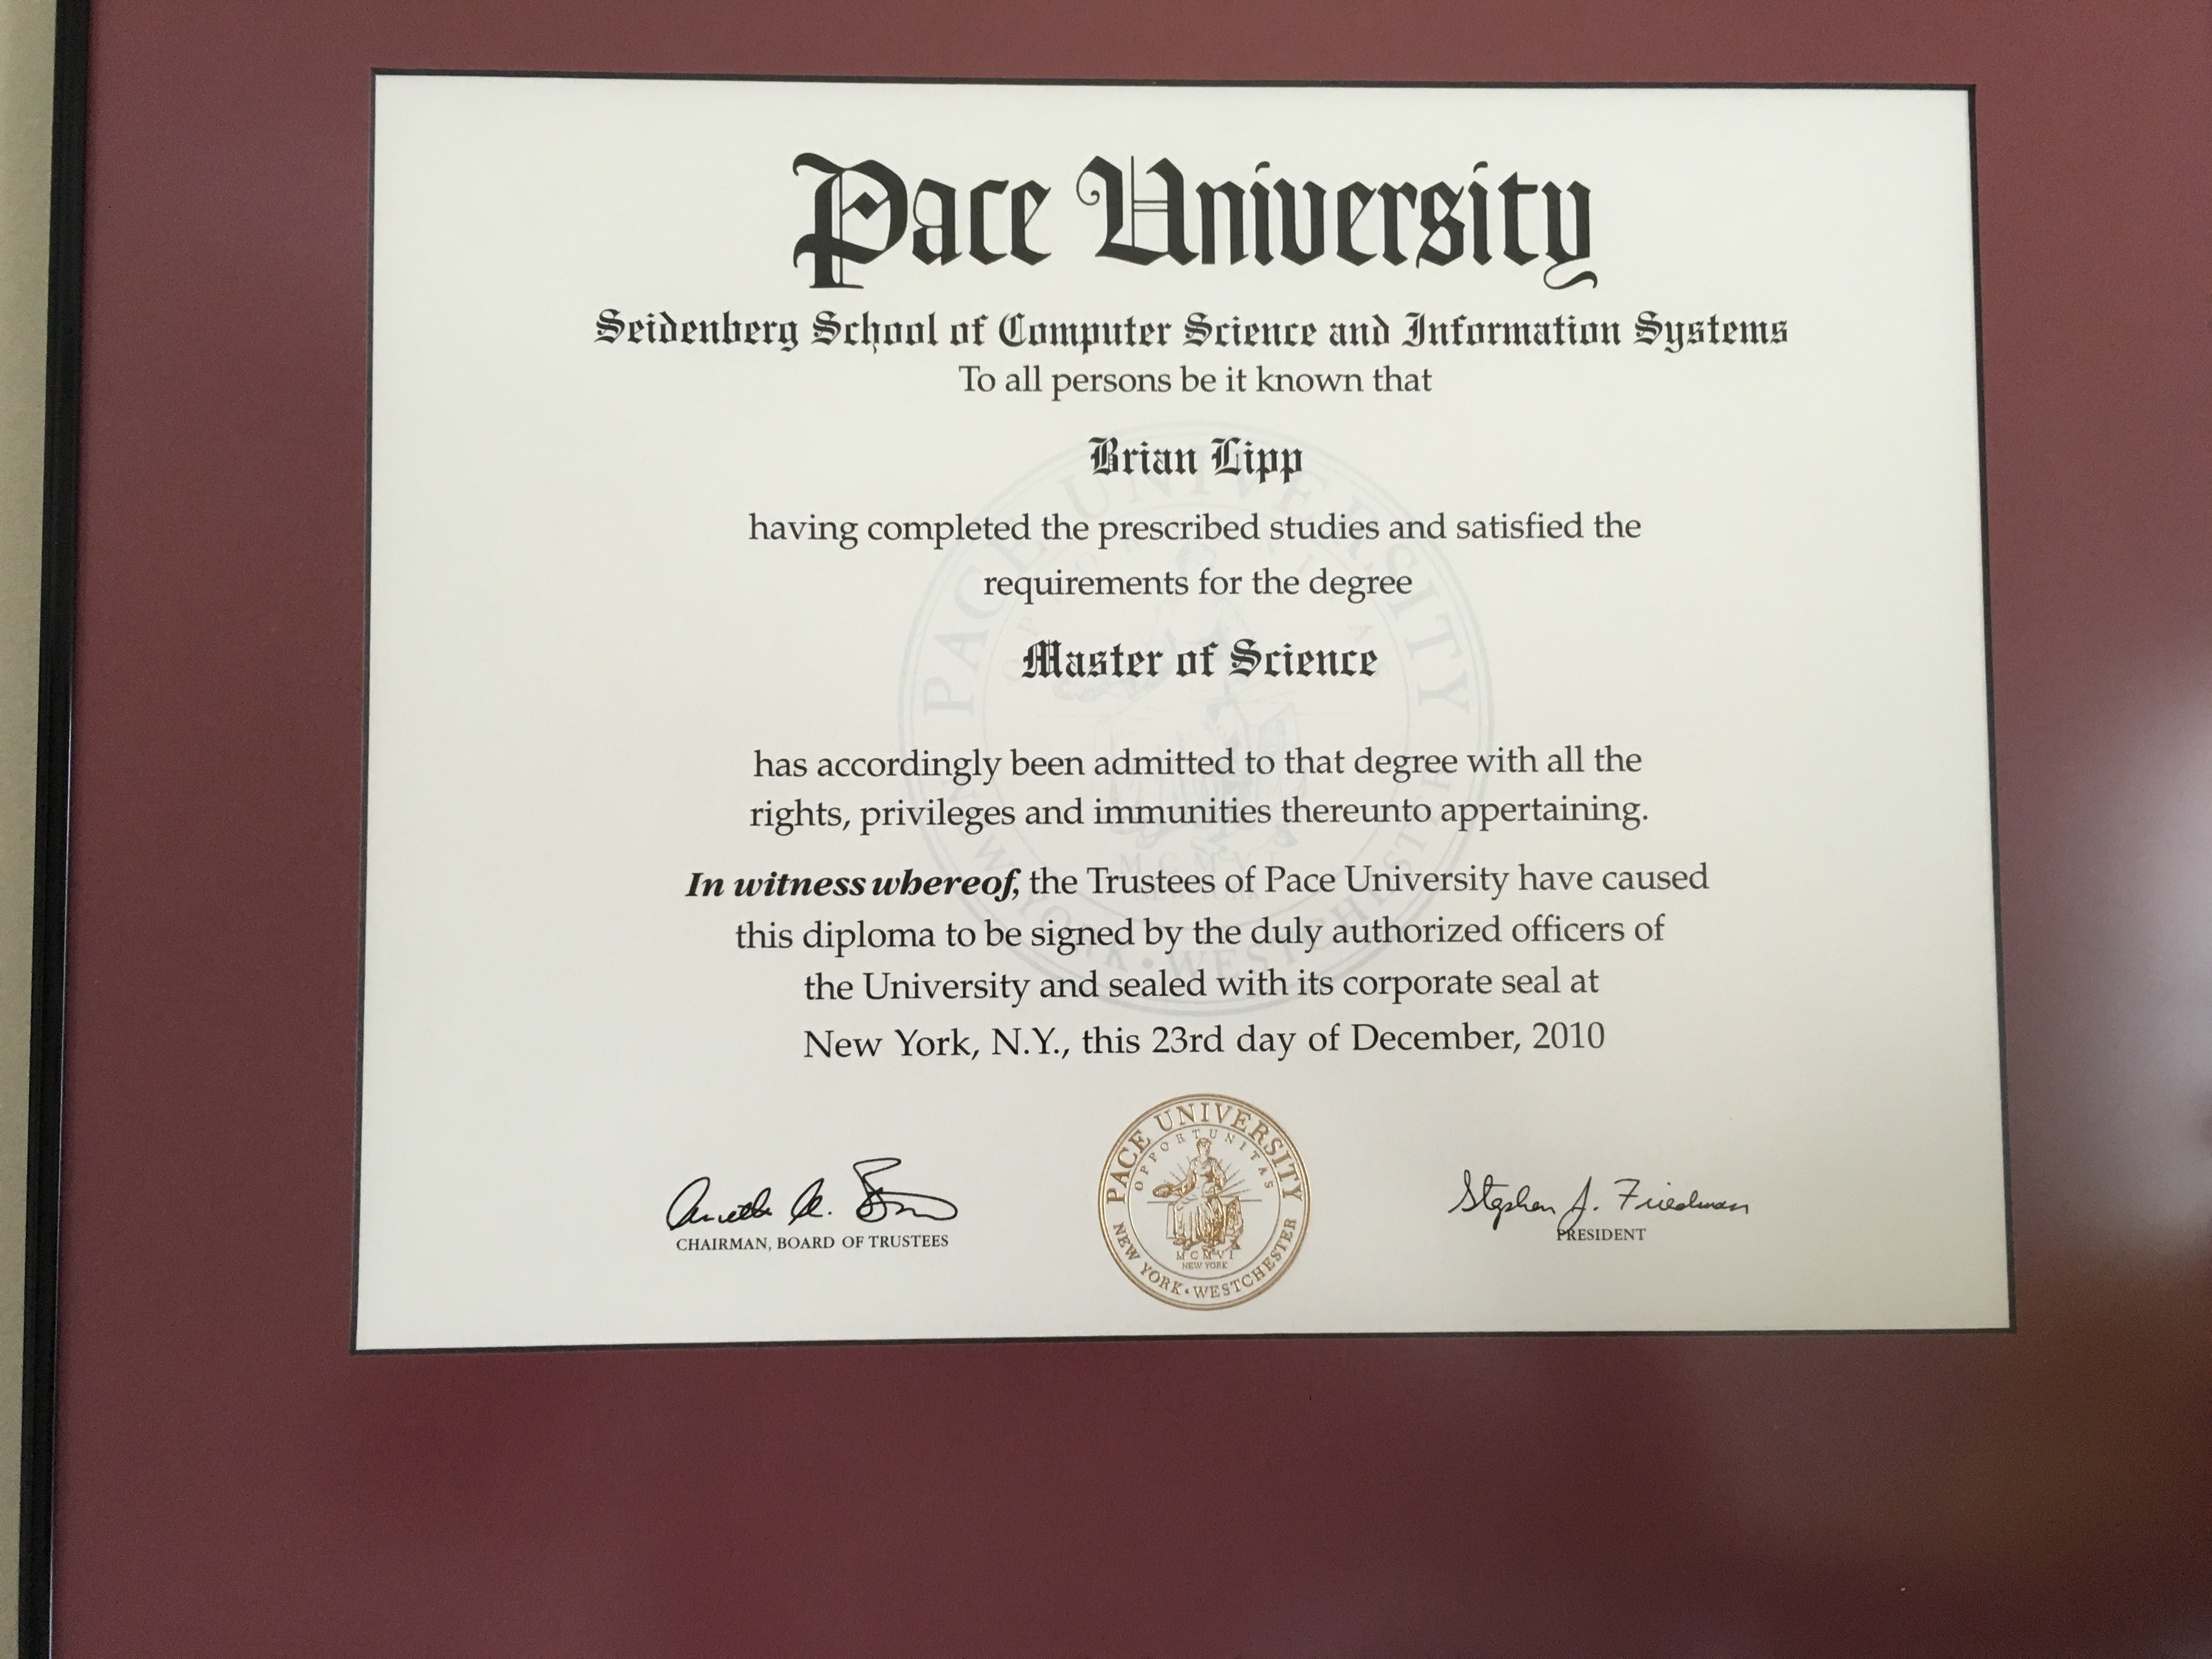 Pace University
Seidenberg School of Computer Science and Information Systems
To all persons be it known that
Brian Lipp
having completed the prescribed studies and satisfied the
requirements for the degree
Master of Science
has accordingly been admitted to that degree with all the
rights, privileges and immunities thereunto appertaining.
In witness whereof, the Trustees of Pace University have caused
this diploma to be signed by the duly authorized officers of
the University and sealed with its corporate seal at
New York, N.Y., this 23rd day of December, 2010
CHAIRMAN, BOARD OF TRUSTEES
PACE UNIVERSITY
OPPORTUNITAS
MCMVI
NEW YORK
NEW YORK • WESTCHESTER
Stephen J. Friedman
PRESIDENT